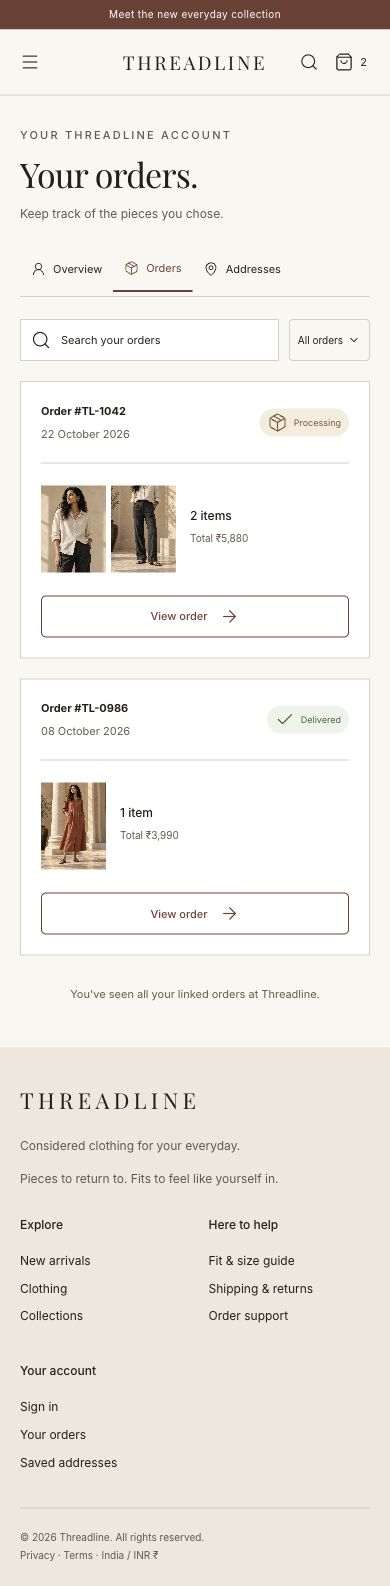 Meet the new everyday collection
THREADLINE
2
YOUR THREADLINE ACCOUNT
Your orders.
Keep track of the pieces you chose.
Overview
Orders
Addresses
Search your orders
All orders
Order #TL-1042
22 October 2026
Processing
2 items
Total ₹5,880
View order
Order #TL-0986
08 October 2026
Delivered
1 item
Total ₹3,990
View order
You've seen all your linked orders at Threadline.
THREADLINE
Considered clothing for your everyday.
Pieces to return to. Fits to feel like yourself in.
Explore
New arrivals
Clothing
Collections
Here to help
Fit & size guide
Shipping & returns
Order support
Your account
Sign in
Your orders
Saved addresses
© 2026 Threadline. All rights reserved.
Privacy · Terms · India / INR ₹